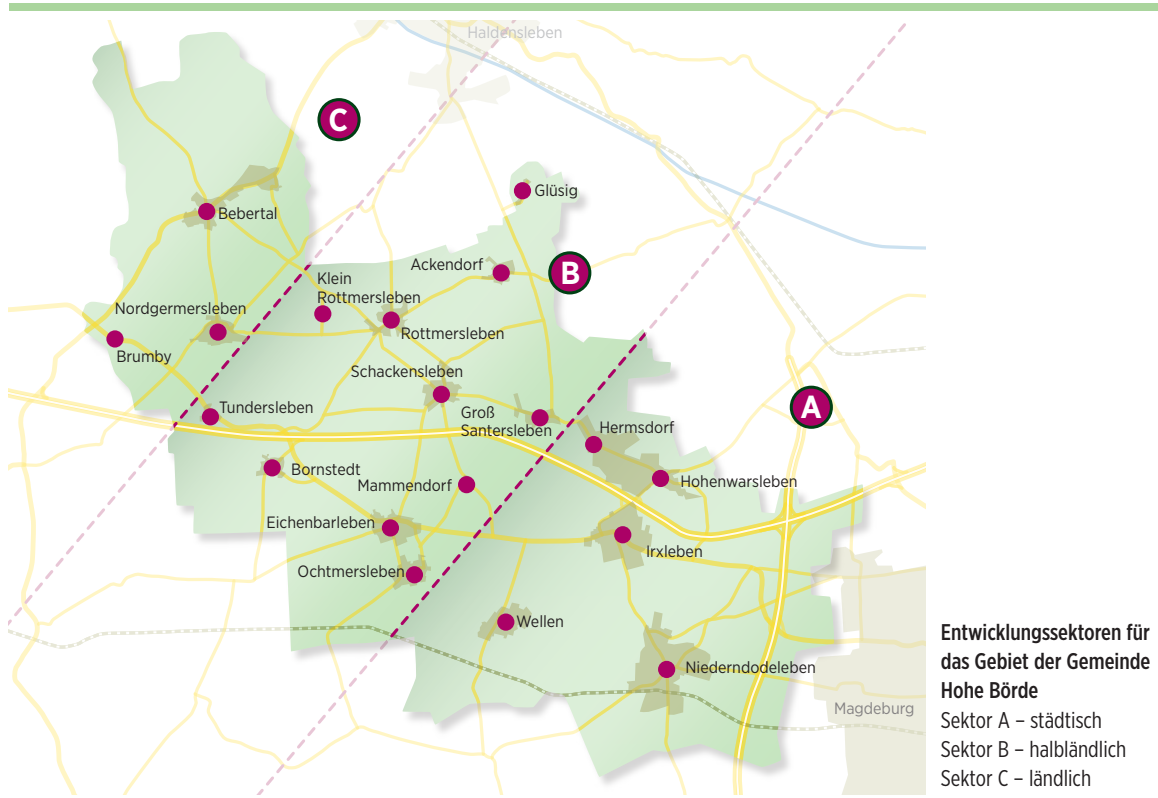 Haldensleben
C
Glüsig
Bebertal
Ackendorf
B
Klein
Rottmersleben
Nordgermersleben
Rottmersleben
Brumby
Schackensleben
Tundersleben
Groß
Santersleben
A
Hermsdorf
Bornstedt
Mammendorf
Hohenwarsleben
Eichenbarleben
Irxleben
Ochtmersleben
Wellen
Niederndodeleben
Magdeburg
Entwicklungssektoren für
das Gebiet der Gemeinde
Hohe Börde
Sektor A – städtisch
Sektor B – halbländlich
Sektor C – ländlich